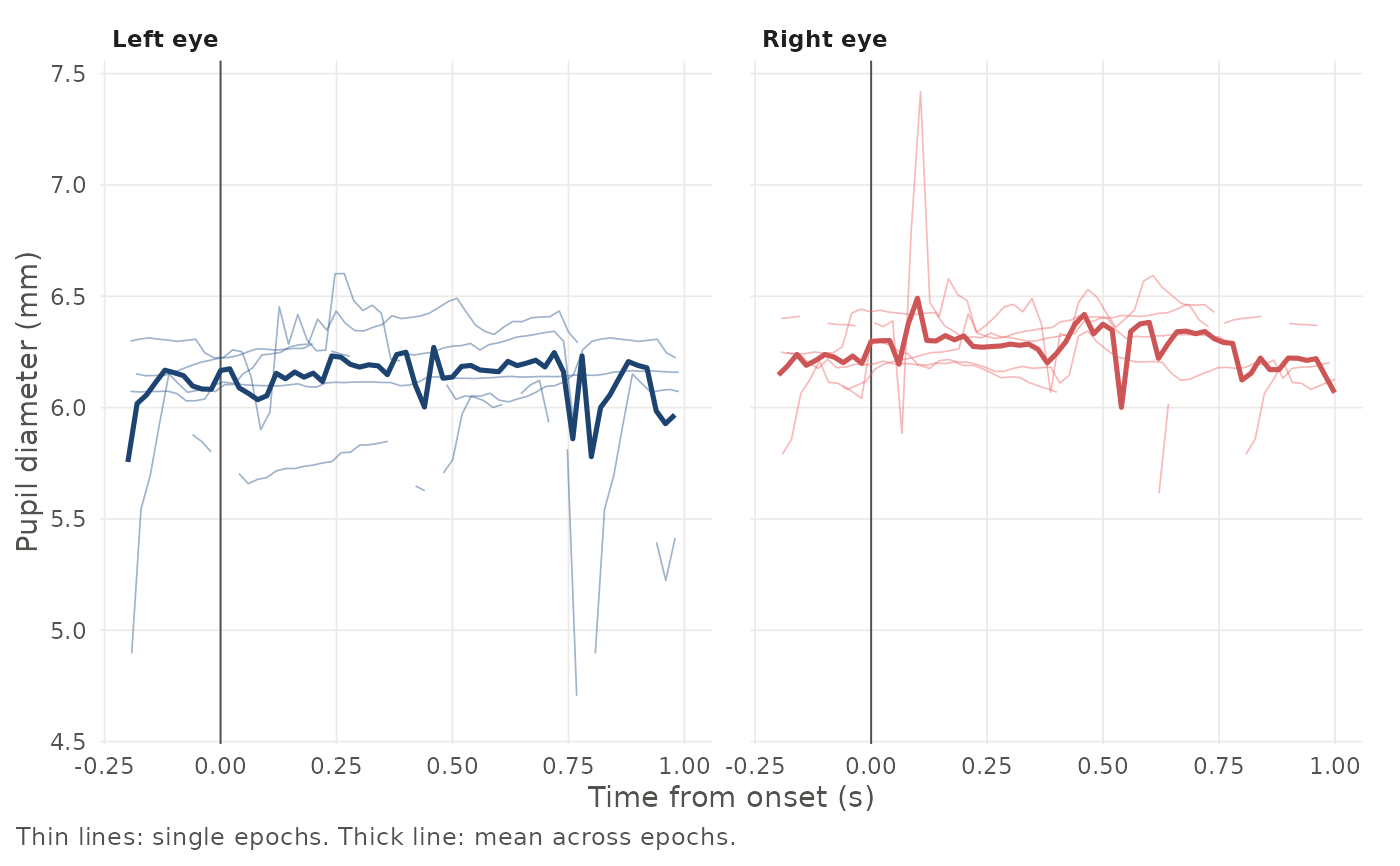 Left eye
Right eye
Pupil diameter (mm)
7.5
7.0
6.5
6.0
5.5
5.0
4.5
-0.25 0.00 0.25 0.50 0.75 1.00
-0.25 0.00 0.25 0.50 0.75 1.00
Time from onset (s)
Thin lines: single epochs. Thick line: mean across epochs.